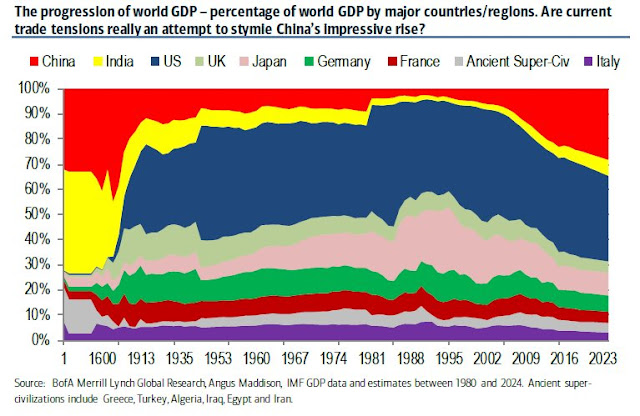 The progression of world GDP – percentage of world GDP by major countries/regions. Are current
trade tensions really an attempt to stymie China's impressive rise?
China India US UK Japan Germany France Ancient Super-Civ Italy
100%
90%
80%
70%
60%
50%
40%
30%
20%
10%
0%
1 1600 1913 1935 1955 1960 1967 1974 1981 1988 1995 2002 2009 2016 2023
Source: BofA Merrill Lynch Global Research, Angus Maddison, IMF GDP data and estimates between 1980 and 2024. Ancient super-
civilizations include Greece, Turkey, Algeria, Iraq, Egypt and Iran.